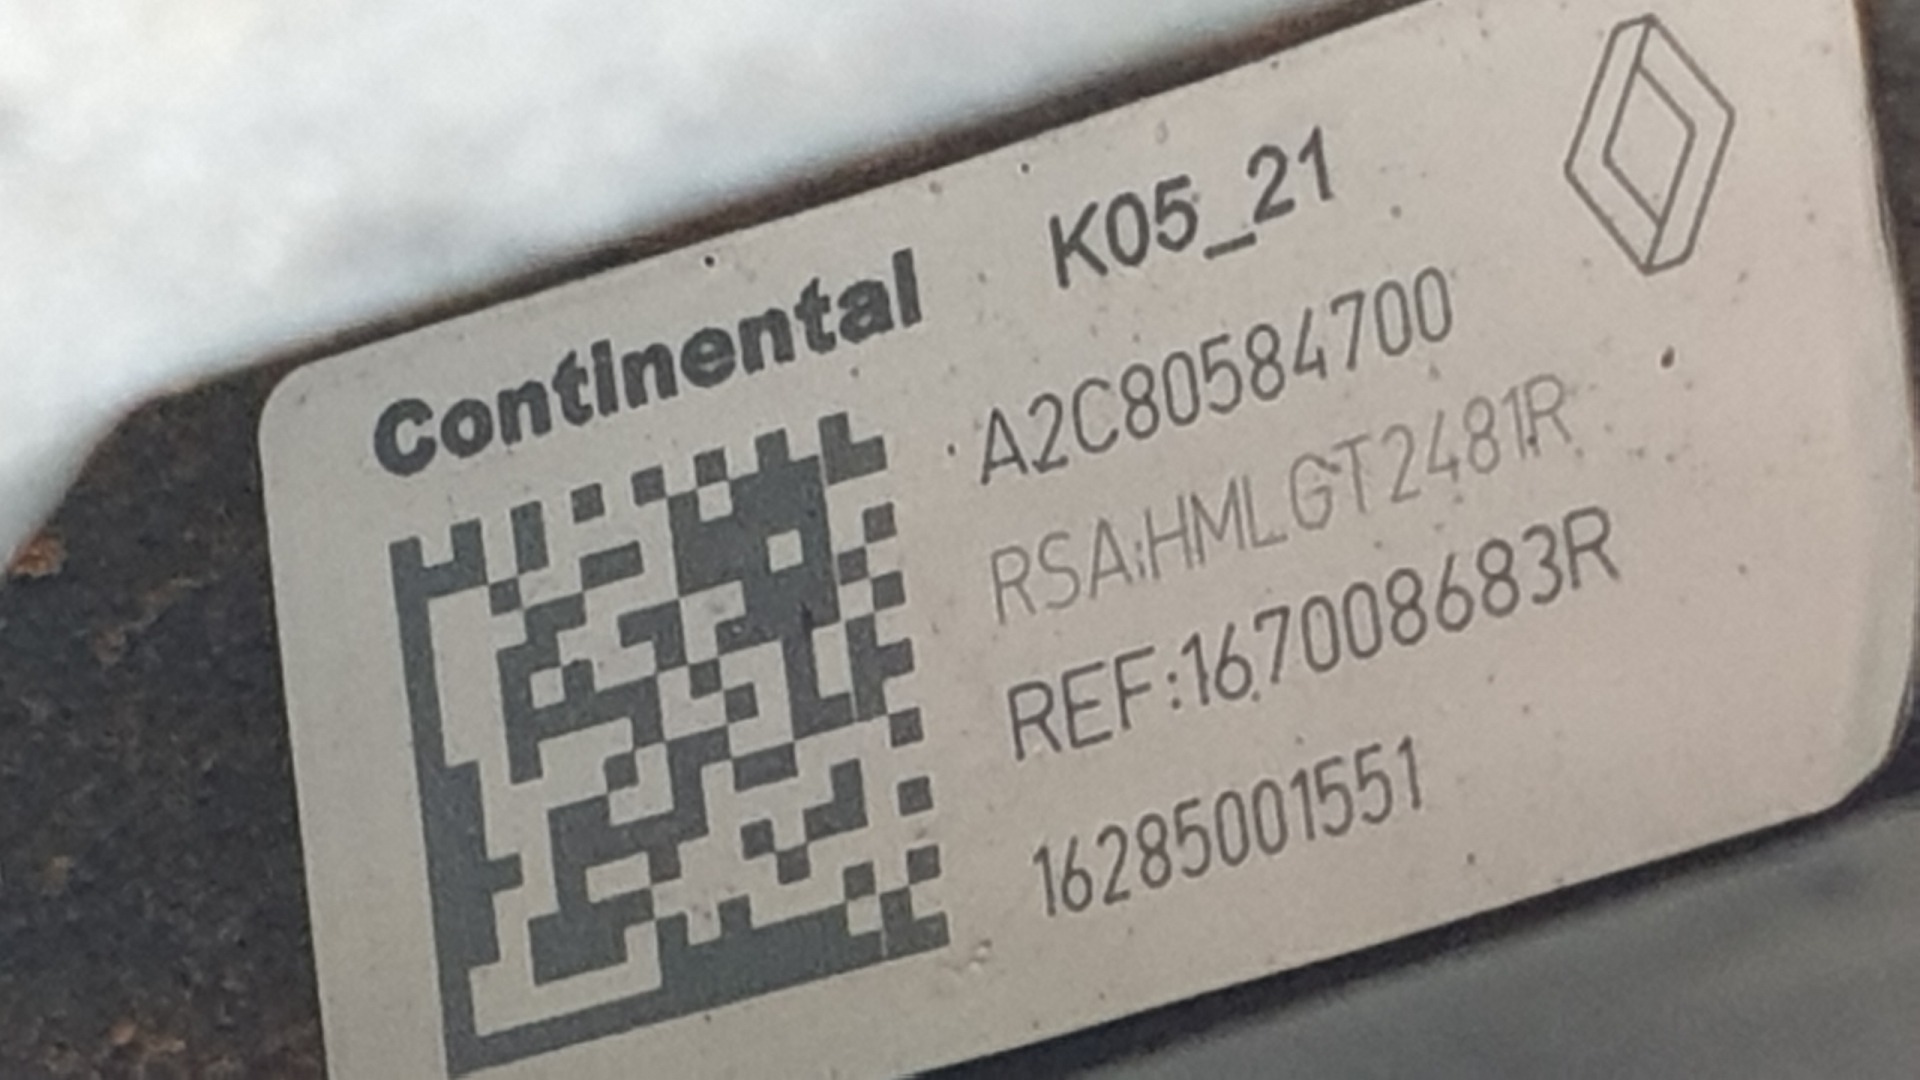 Continental K05_21
A2C80584700
RSA:HMLGT2481R
REF:167008683R
16285001551